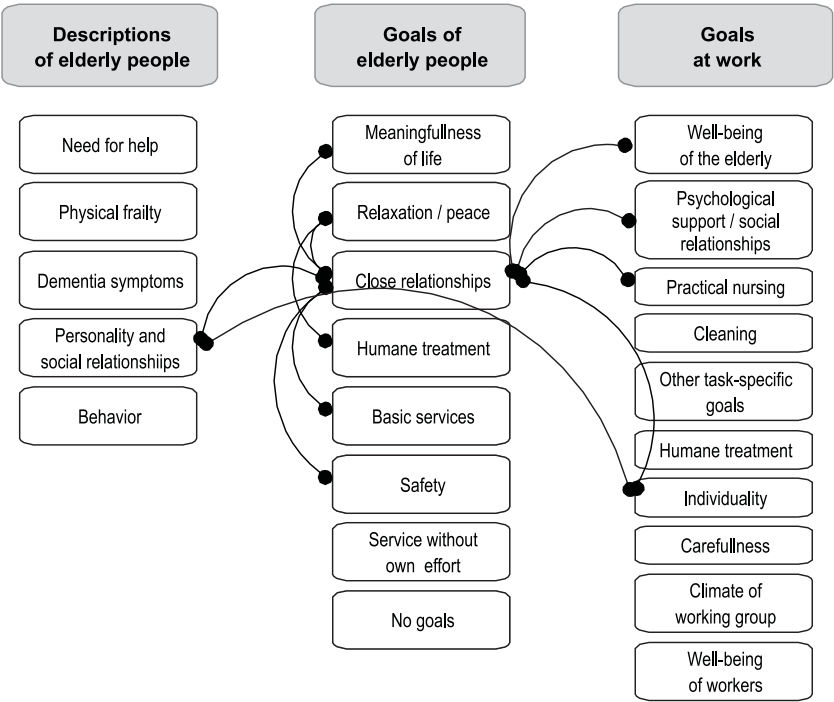 Descriptions
of elderly people
Need for help
Physical frailty
Dementia symptoms
Personality and
social relationshiips
Behavior
Goals of
elderly people
Meaningfullness
of life
Relaxation / peace
Close relationships
Humane treatment
Basic services
Safety
Service without
own effort
No goals
Goals
at work
Well-being
of the elderly
Psychological
support / social
relationships
Practical nursing
Cleaning
Other task-specific
goals
Humane treatment
Individuality
Carefullness
Climate of
working group
Well-being
of workers